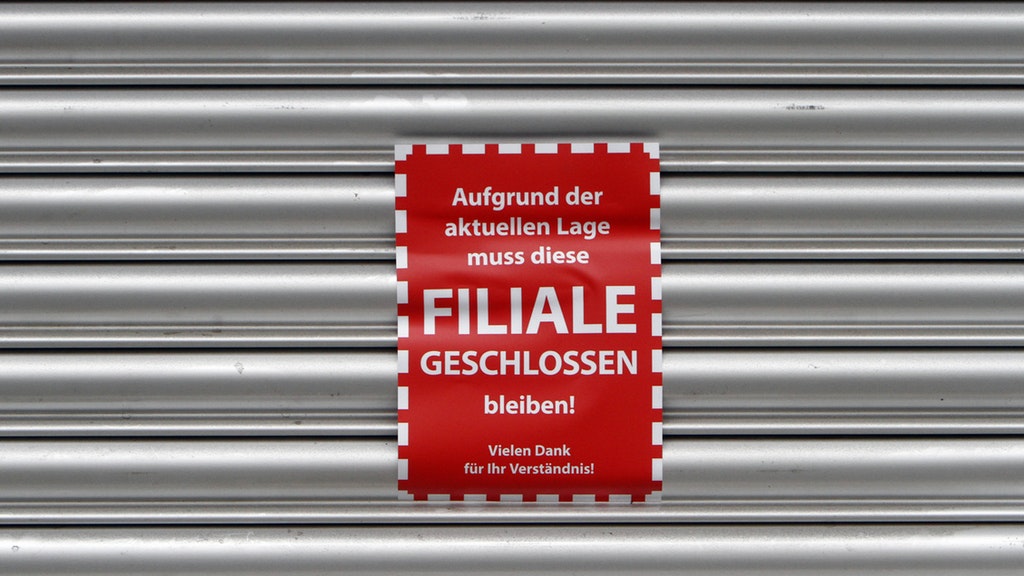 Aufgrund der
aktuellen Lage
muss diese
FILIALE
GESCHLOSSEN
bleiben!
Vielen Dank
für Ihr Verständnis!